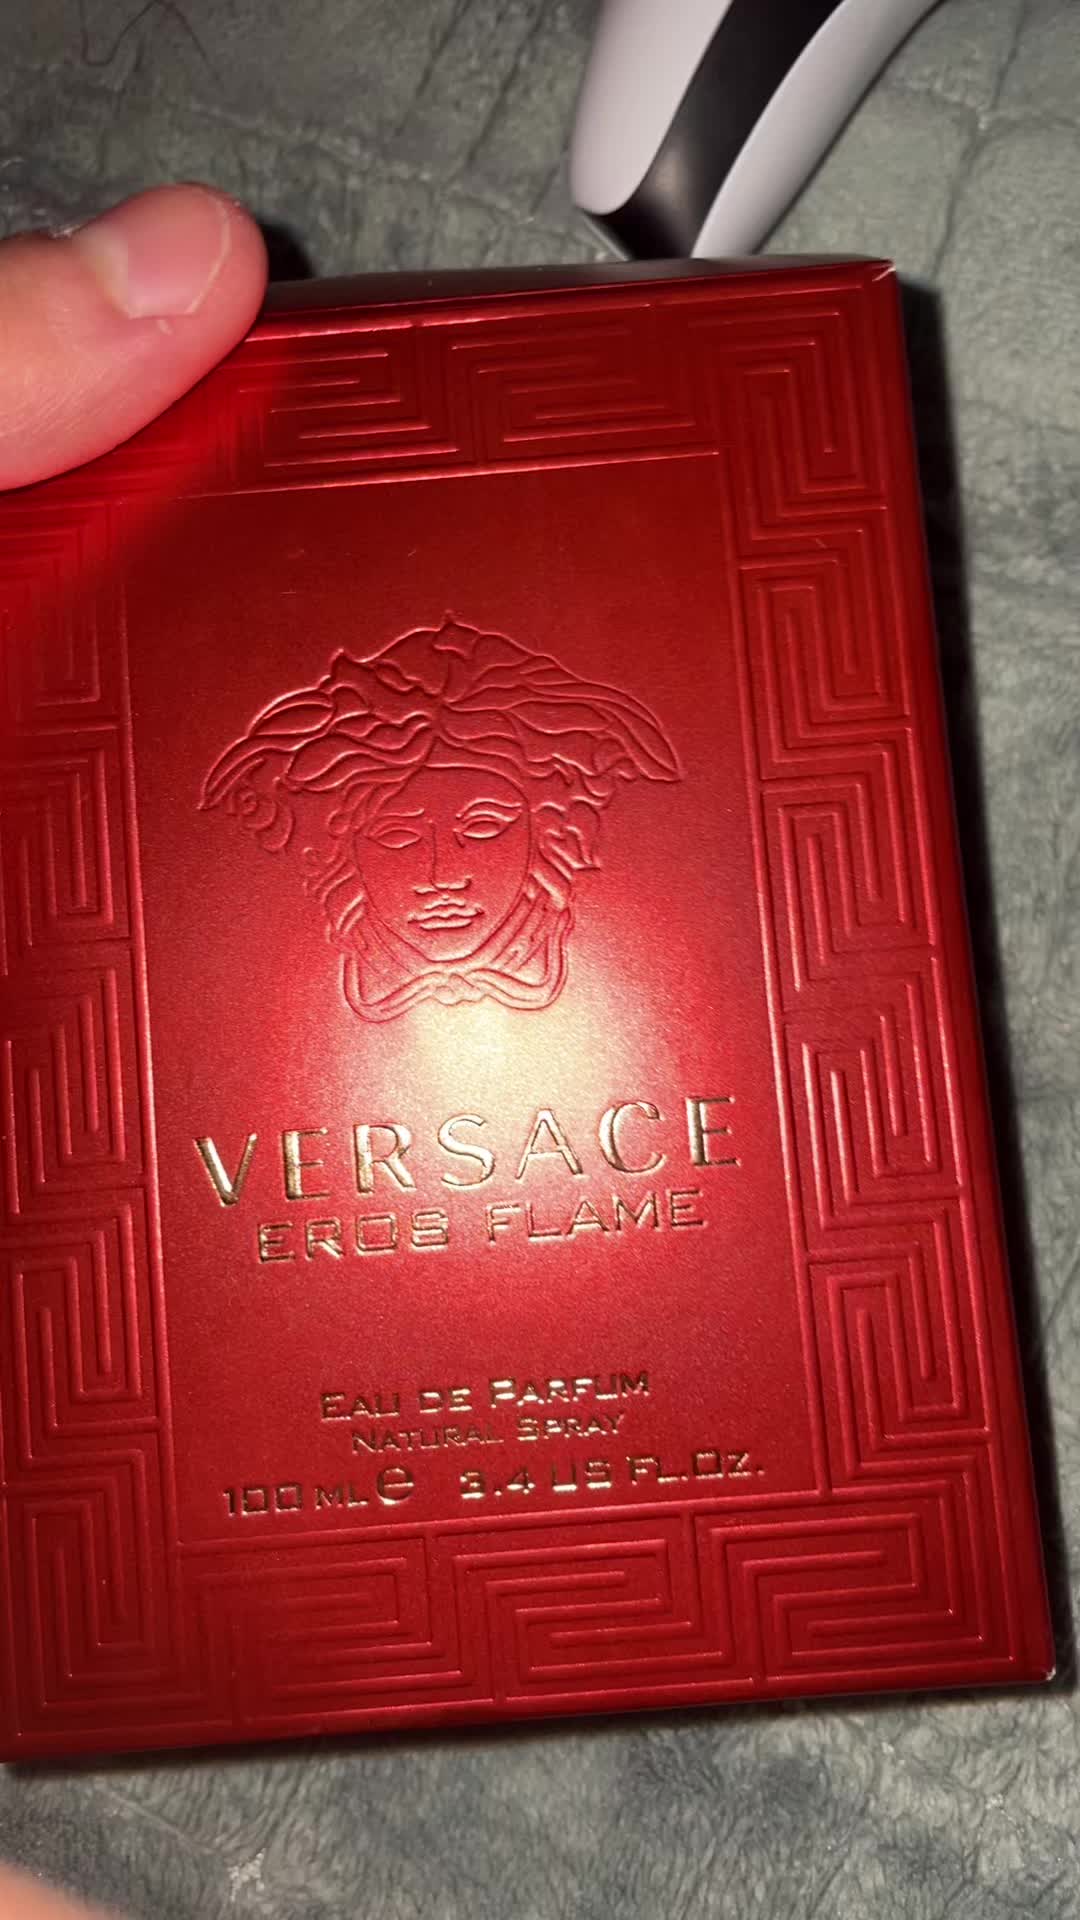 VERSACE
EROS FLAME
EAU DE PARFUM
NATURAL SPRAY
100 ML ℮ 3.4 US FL.OZ.